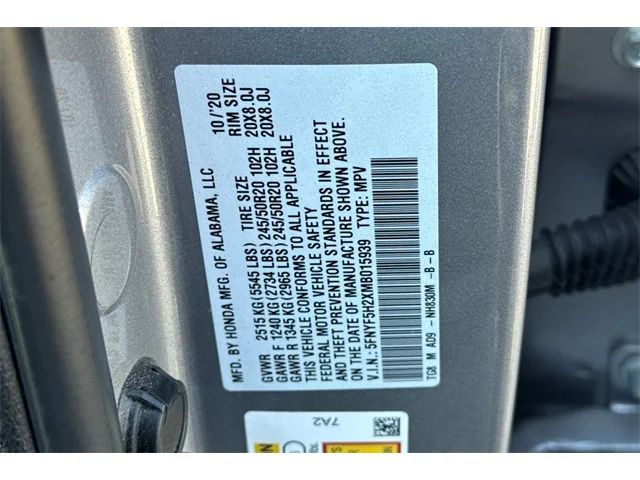 MFD. BY HONDA MFG. OF ALABAMA, LLC 10/'20
TIRE SIZE RIM SIZE
GVWR 2515 KG (5545 LBS)
GAWR F 1240 KG (2734 LBS) 245/50R20 102H 20X8.0J
GAWR R 1345 KG (2965 LBS) 245/50R20 102H 20X8.0J
THIS VEHICLE CONFORMS TO ALL APPLICABLE
FEDERAL MOTOR VEHICLE SAFETY
AND THEFT PREVENTION STANDARDS IN EFFECT
ON THE DATE OF MANUFACTURE SHOWN ABOVE.
V.I.N.: 5FNYF5H2XMB015939 TYPE: MPV
TG8 M A09 - NH830M -B-B
7A2